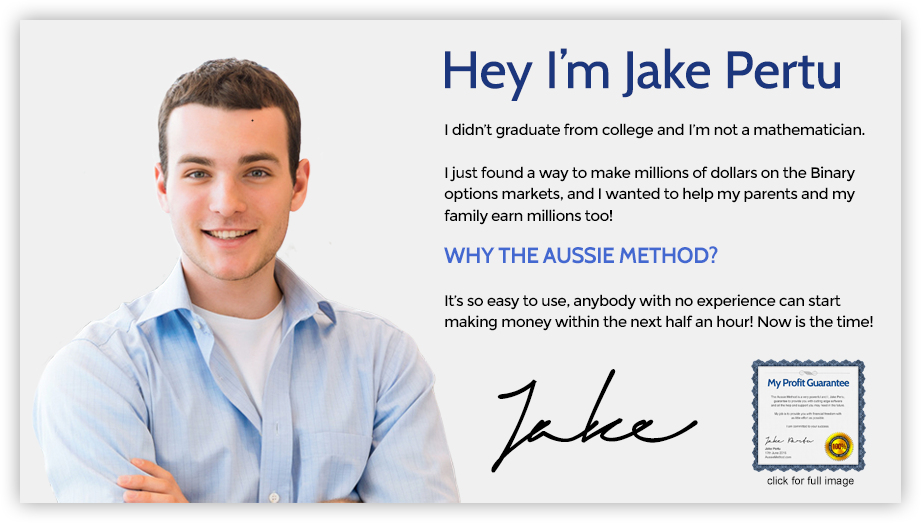 Hey I'm Jake Pertu
I didn't graduate from college and I'm not a mathematician.
I just found a way to make millions of dollars on the Binary
options markets, and I wanted to help my parents and my
family earn millions too!
WHY THE AUSSIE METHOD?
It's so easy to use, anybody with no experience can start
making money within the next half an hour! Now is the time!
Jake
My Profit Guarantee
Jake Pertu
100%
click for full image